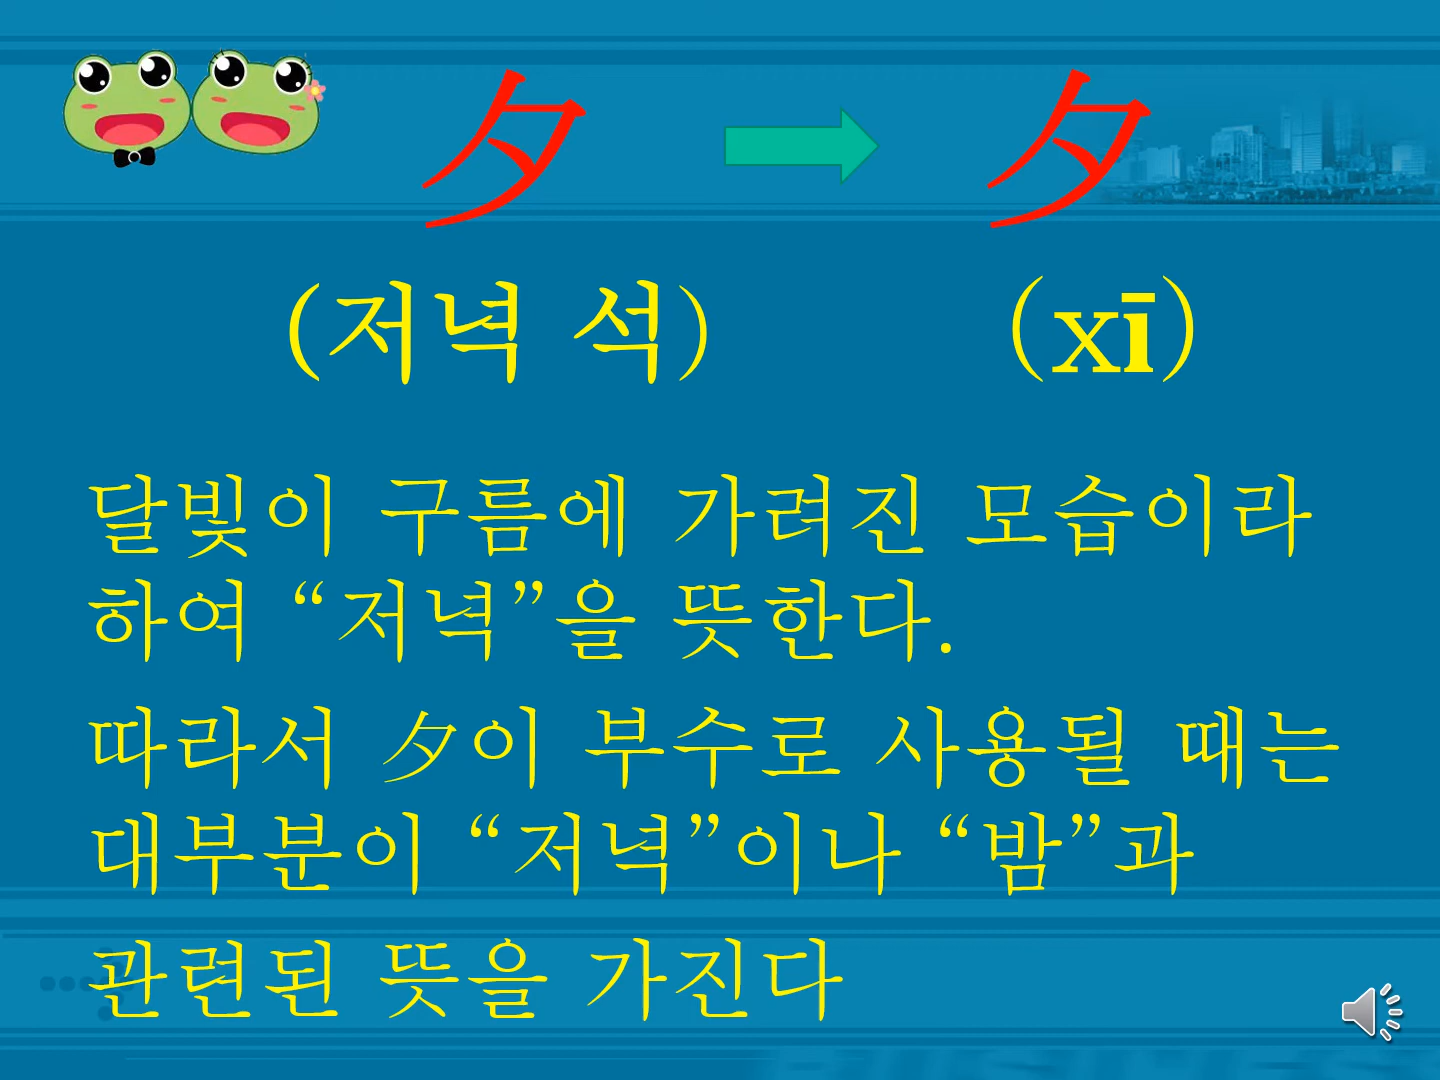 夕 夕
(저녁 석) (xī)
달빛이 구름에 가려진 모습이라
하여 “저녁”을 뜻한다.
따라서 夕이 부수로 사용될 때는
대부분이 “저녁”이나 “밤”과
관련된 뜻을 가진다